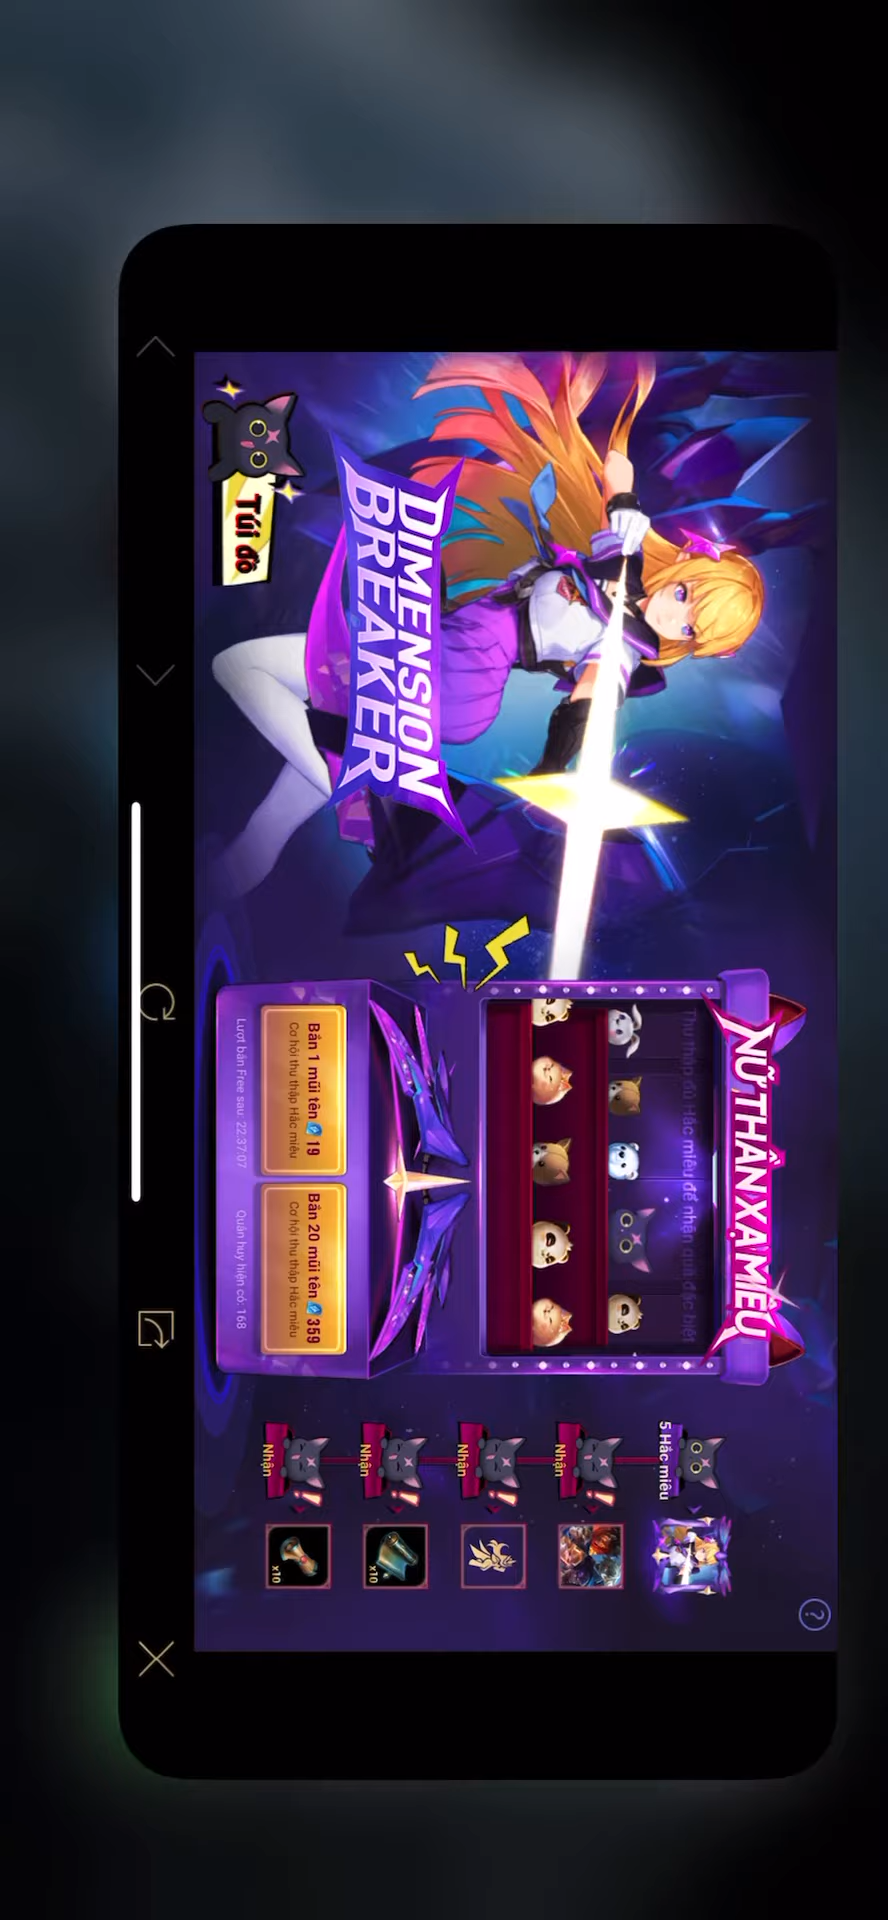 NỮ THẦN XẠ MIÊU
Thu thập đủ Hắc miêu để nhận quà đặc biệt
DIMENSION
BREAKER
Túi đồ
Bắn 1 mũi tên 19
Cơ hội thu thập Hắc miêu
Bắn 20 mũi tên 359
Cơ hội thu thập Hắc miêu
Lượt bắn Free sau: 22:37:07
Quân huy hiện có: 168
5 Hắc miêu
Nhận
Nhận
Nhận
Nhận
x10
x10
?